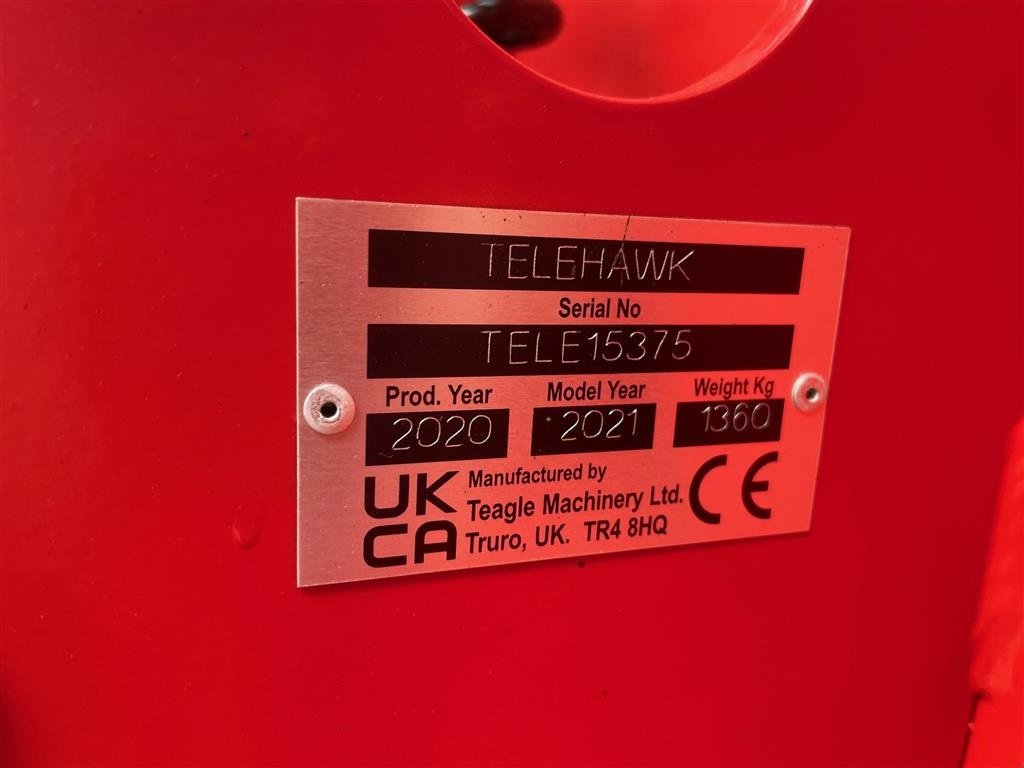 TELEHAWK
Serial No
TELE15375
Prod. Year Model Year Weight Kg
2020 2021 1360
UK CA
Manufactured by
Teagle Machinery Ltd.
Truro, UK. TR4 8HQ
CE